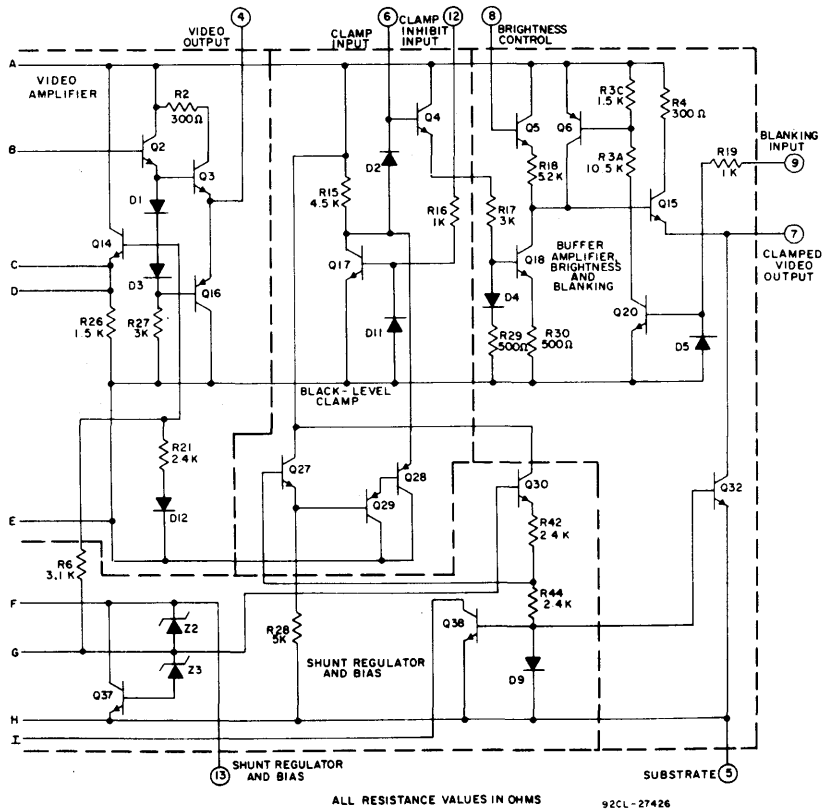 4
VIDEO
OUTPUT
6
CLAMP
INPUT
CLAMP
INHIBIT
INPUT
12
8
BRIGHTNESS
CONTROL
A
VIDEO
AMPLIFIER
R2
300Ω
B
Q2
Q3
D1
Q14
C
D3
D
Q16
R26
1.5 K
R27
3K
Q4
D2
R15
4.5 K
R16
1K
Q17
D11
BLACK-LEVEL
CLAMP
Q5
Q6
R18
5.2K
R3C
1.5 K
R3A
10.5 K
R4
300Ω
R19
1 K
BLANKING
INPUT
9
Q15
R17
3K
Q18
BUFFER
AMPLIFIER,
BRIGHTNESS
AND
BLANKING
7
CLAMPED
VIDEO
OUTPUT
D4
R29
500Ω
R30
500Ω
Q20
D5
R21
2.4K
D12
E
R6
3.1 K
Q27
Q28
Q29
Q30
R42
2.4K
R44
2.4K
Q32
F
Z2
G
Z3
Q37
R28
5K
SHUNT REGULATOR
AND BIAS
Q38
D9
H
I
13
SHUNT REGULATOR
AND BIAS
SUBSTRATE
5
ALL RESISTANCE VALUES IN OHMS
92CL-27426